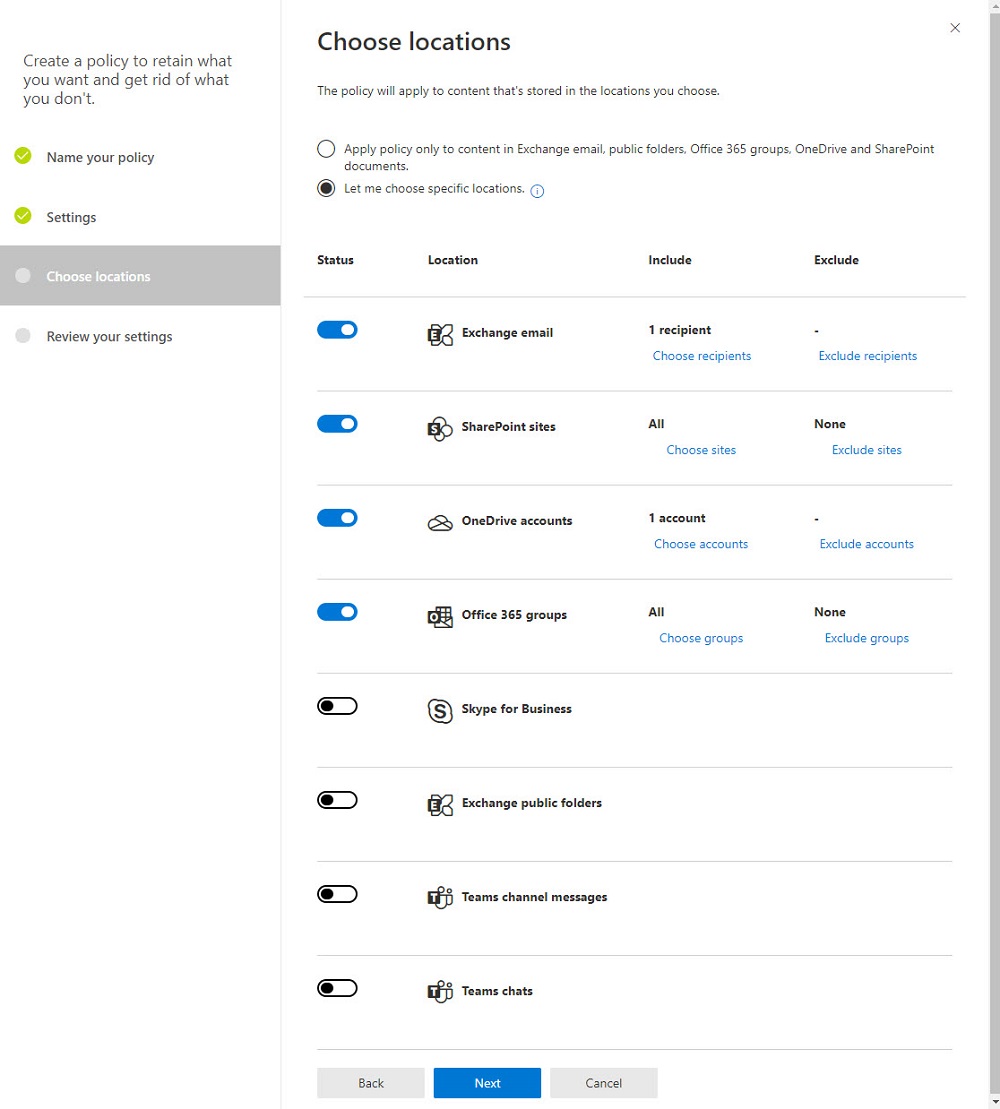 Create a policy to retain what
you want and get rid of what
you don't.
Name your policy
Settings
Choose locations
Review your settings
Choose locations
The policy will apply to content that's stored in the locations you choose.
Apply policy only to content in Exchange email, public folders, Office 365 groups, OneDrive and SharePoint
documents.
Let me choose specific locations.
Status Location Include Exclude
Exchange email 1 recipient -
Choose recipients Exclude recipients
SharePoint sites All None
Choose sites Exclude sites
OneDrive accounts 1 account -
Choose accounts Exclude accounts
Office 365 groups All None
Choose groups Exclude groups
Skype for Business
Exchange public folders
Teams channel messages
Teams chats
Back Next Cancel